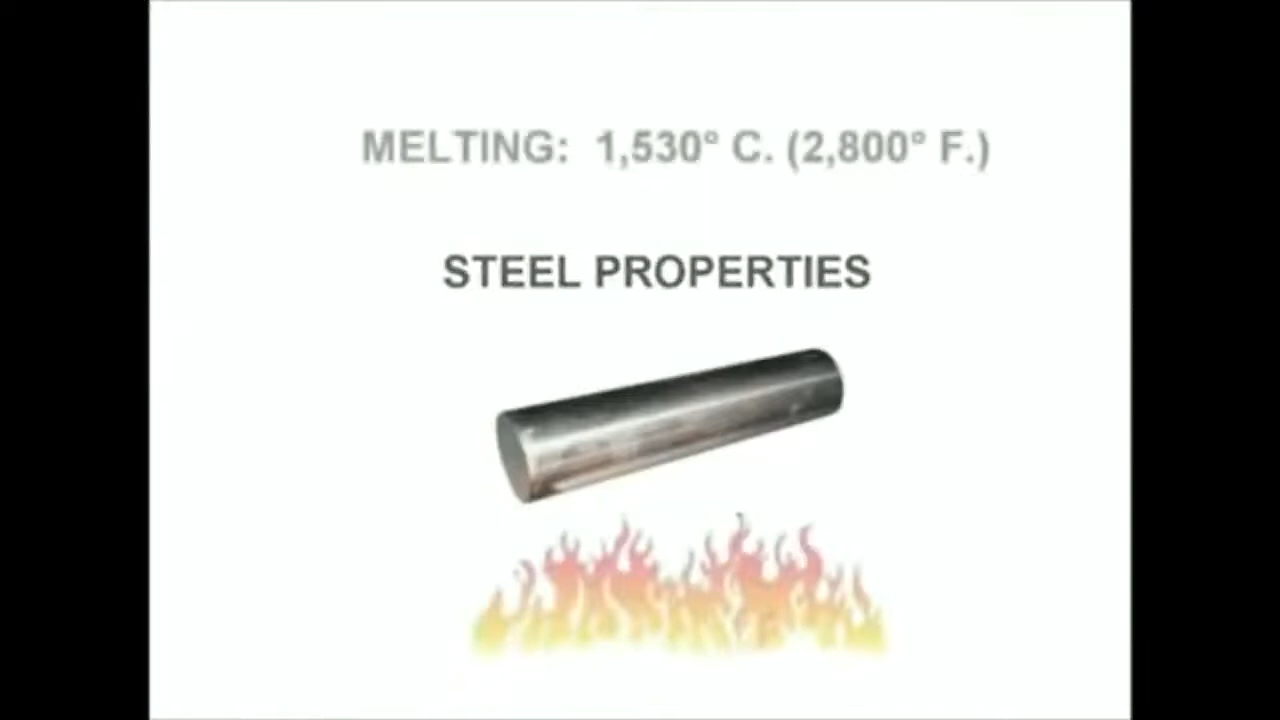 MELTING: 1,530° C. (2,800° F.)
STEEL PROPERTIES